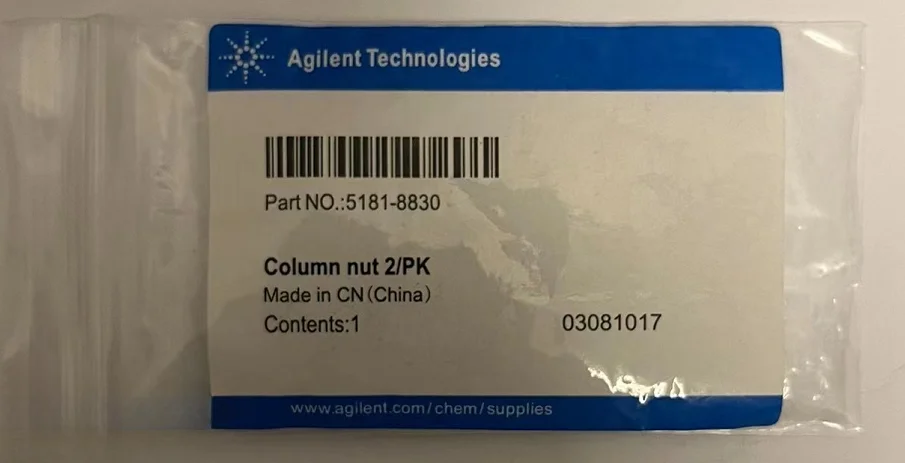 Agilent Technologies
Part NO.:5181-8830
Column nut 2/PK
Made in CN(China)
Contents:1 03081017
www.agilent.com/chem/supplies